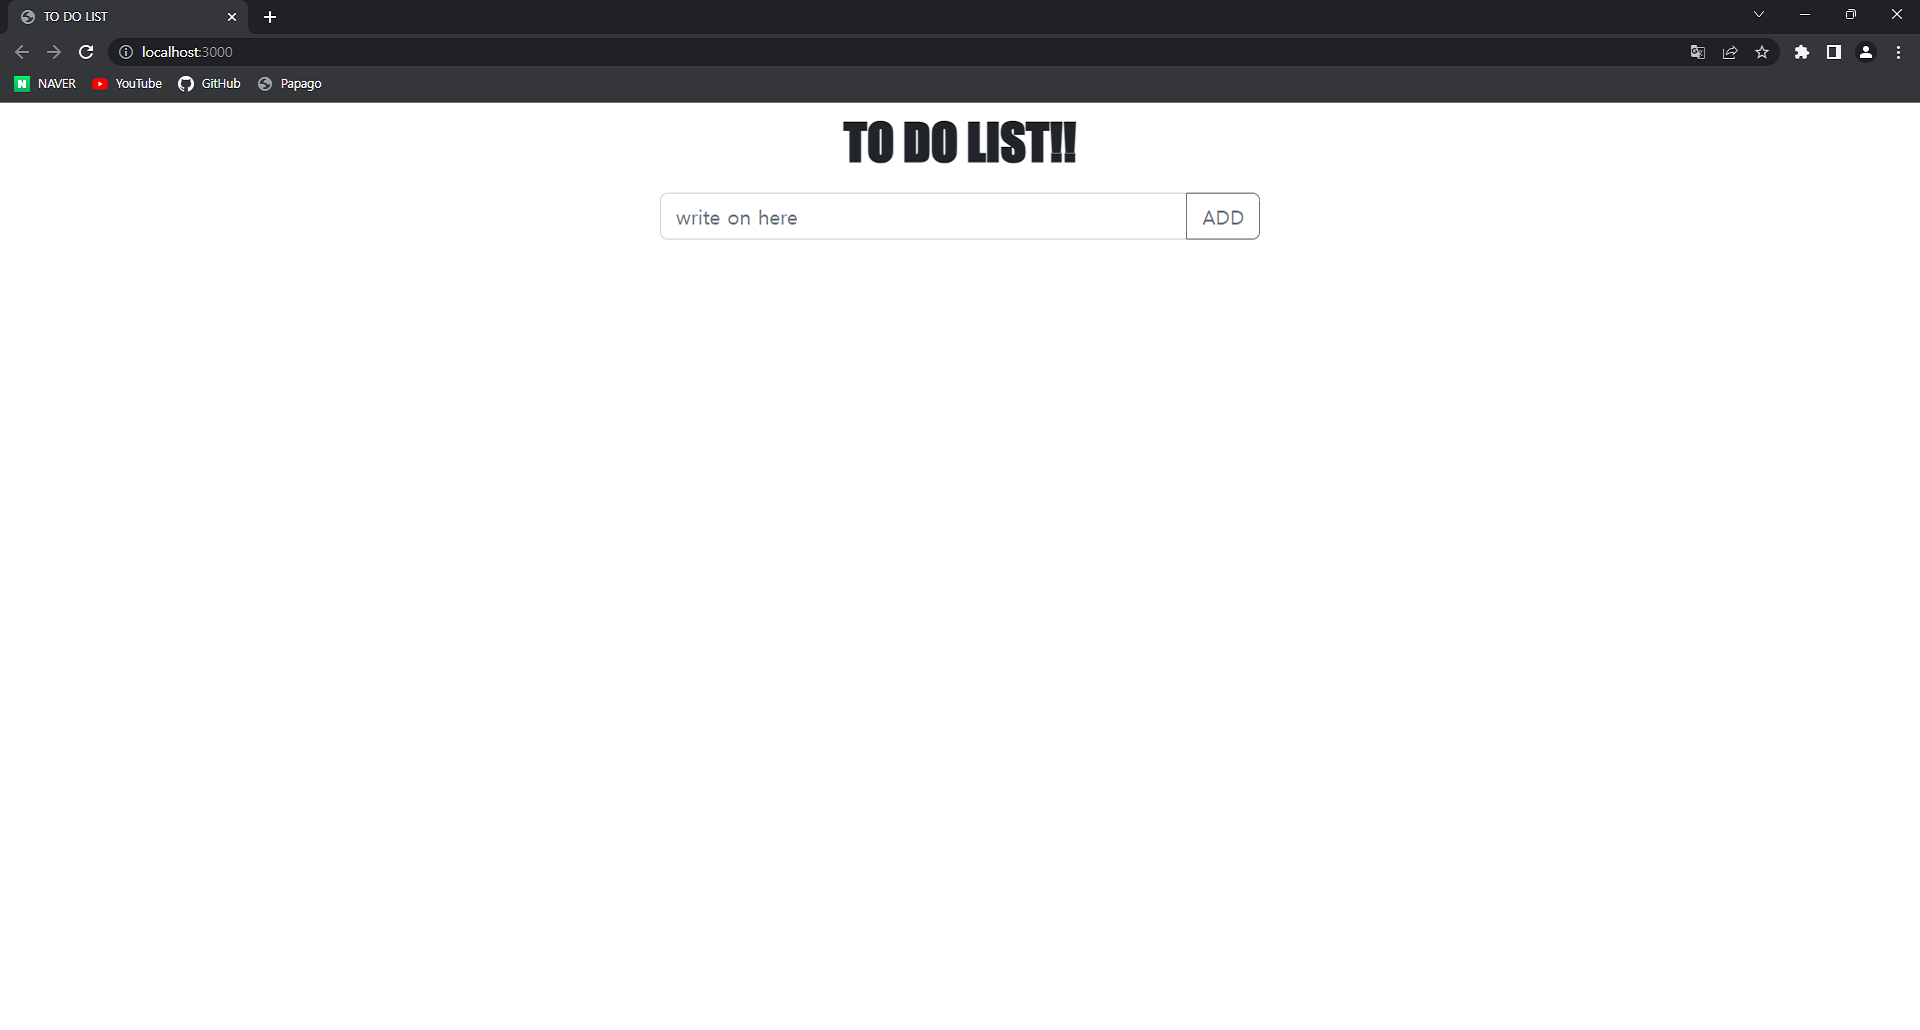 TO DO LIST
localhost:3000
NAVER YouTube GitHub Papago
TO DO LIST!!
write on here ADD